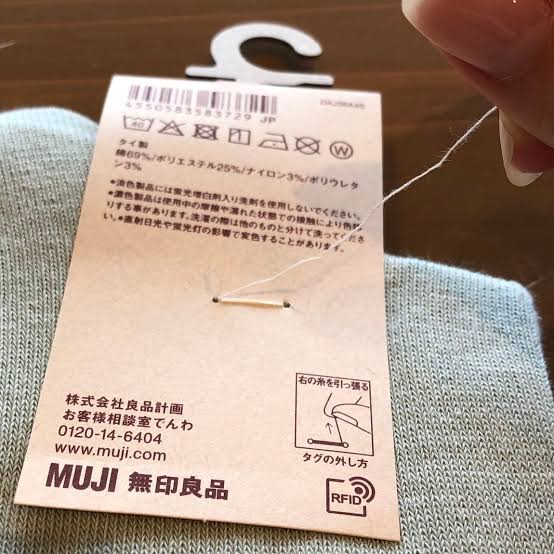 4550583583729 JP
40
W
タイ製
綿69%/ポリエステル25%/ナイロン3%/ポリウレタ
ン3%
●淡色製品には蛍光増白剤入り洗剤を使用しないでください。
●濃色製品は使用中の摩擦や濡れた状態での接触により色移
りする事があります。洗濯の際は他のものと分けて洗ってくださ
い。●直射日光や蛍光灯の影響で変色することがあります。
右の糸を引っ張る
タグの外し方
株式会社良品計画
お客様相談室でんわ
0120-14-6404
www.muji.com
MUJI 無印良品
RFID